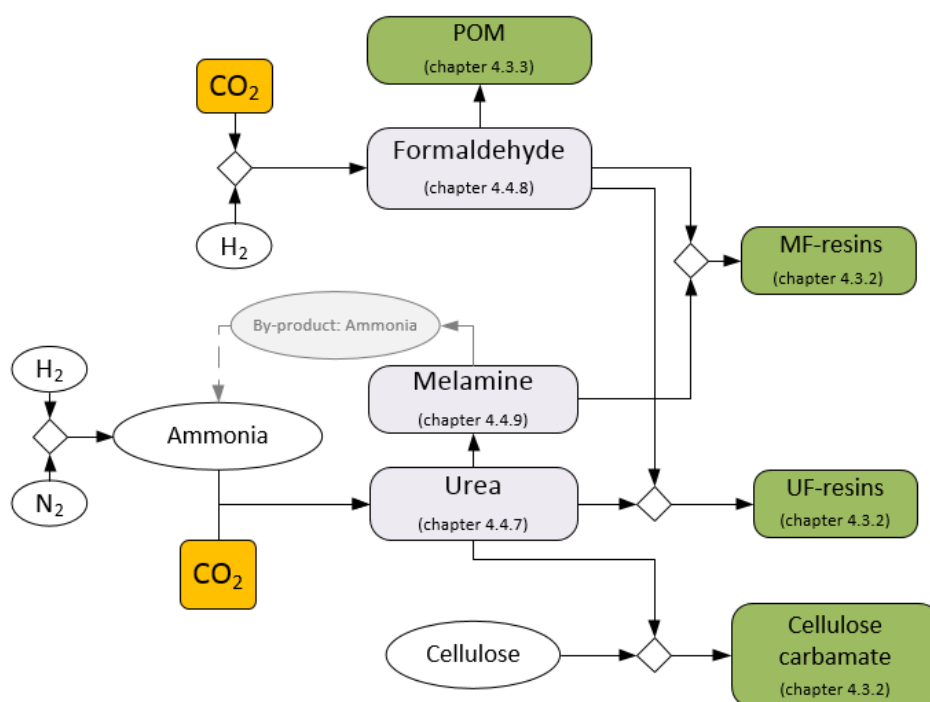 POM
(chapter 4.3.3)
CO₂
Formaldehyde
(chapter 4.4.8)
H₂
MF-resins
(chapter 4.3.2)
By-product: Ammonia
H₂
Melamine
(chapter 4.4.9)
Ammonia
N₂
Urea
(chapter 4.4.7)
UF-resins
(chapter 4.3.2)
CO₂
Cellulose
Cellulose
carbamate
(chapter 4.3.2)